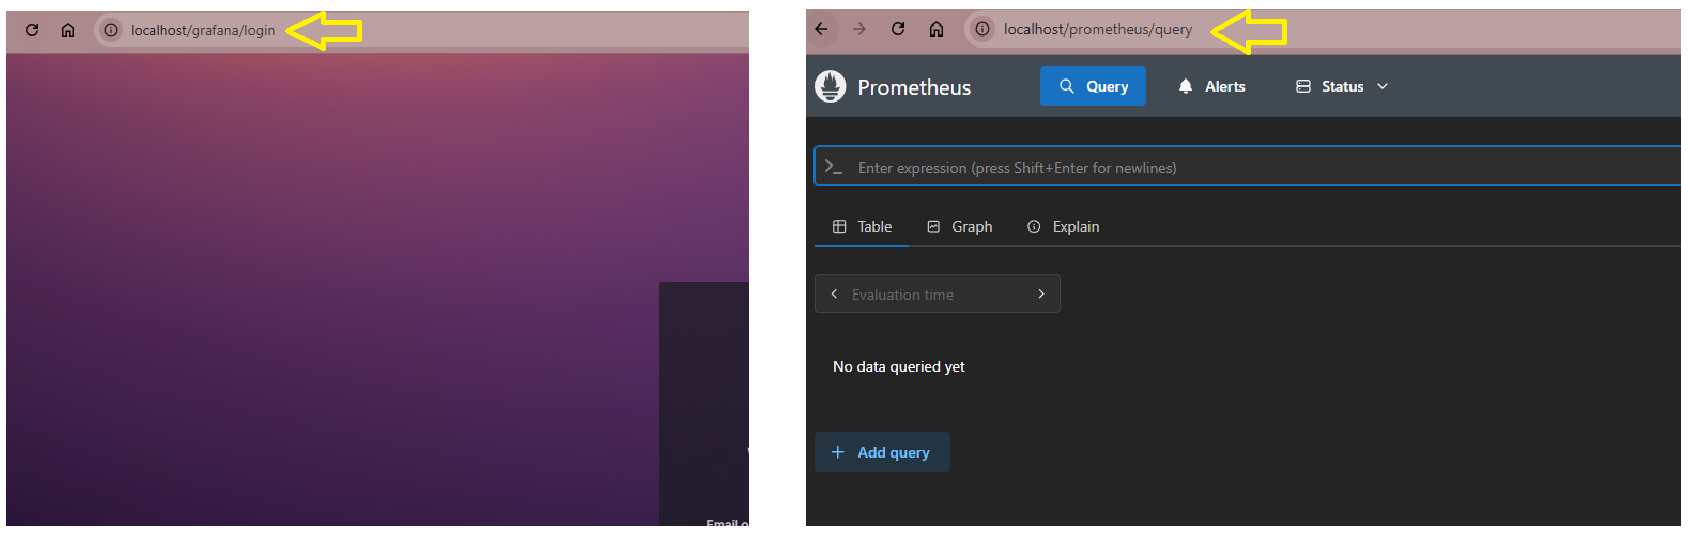 localhost/grafana/login
localhost/prometheus/query
Prometheus
Query
Alerts
Status
Enter expression (press Shift+Enter for newlines)
Table
Graph
Explain
Evaluation time
No data queried yet
Add query